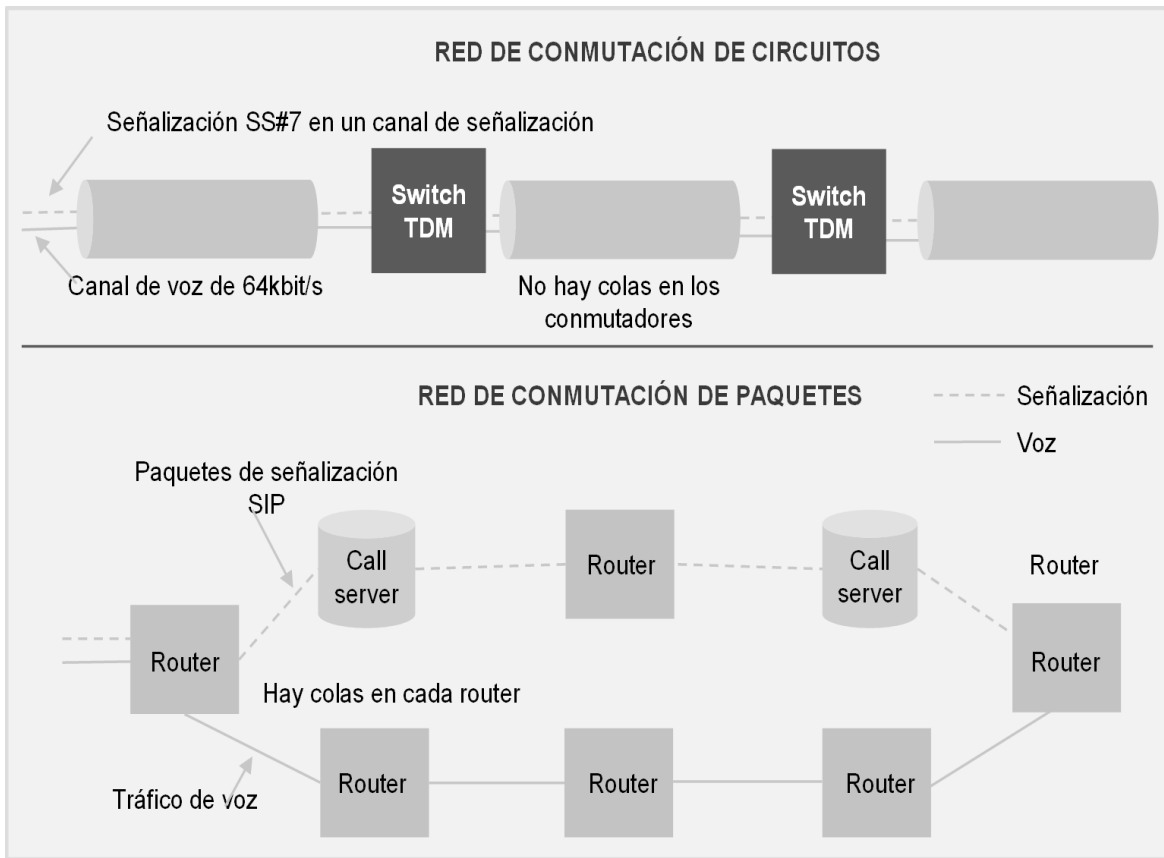 RED DE CONMUTACIÓN DE CIRCUITOS
Señalización SS#7 en un canal de señalización
Switch
TDM
Switch
TDM
Canal de voz de 64kbit/s
No hay colas en los
conmutadores
RED DE CONMUTACIÓN DE PAQUETES
Señalización
Voz
Paquetes de señalización
SIP
Call
server
Router
Call
server
Router
Router
Router
Hay colas en cada router
Tráfico de voz
Router
Router
Router